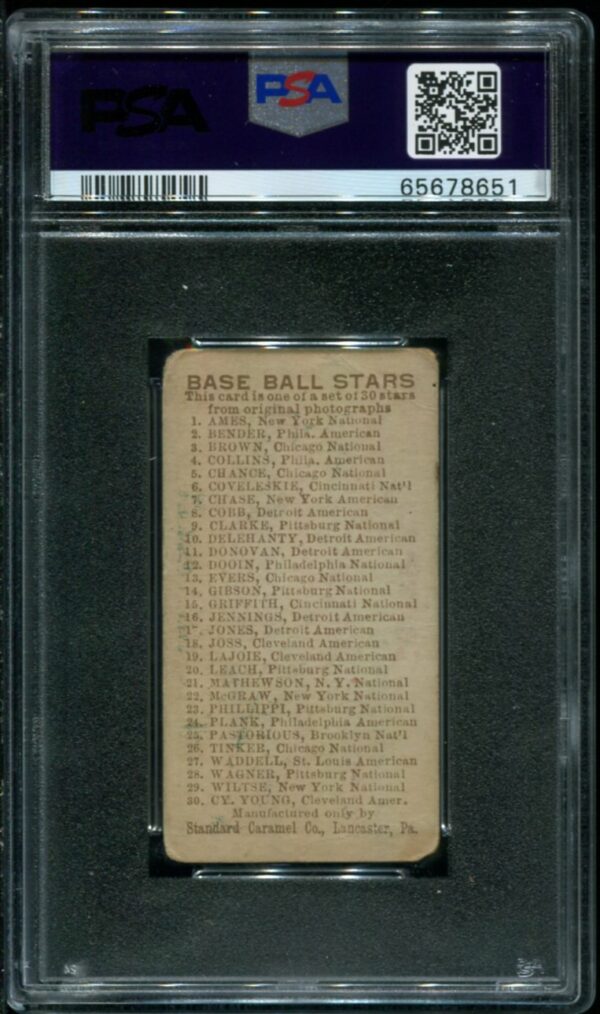 PSA
PSA
65678651
BASE BALL STARS
This card is one of a set of 30 stars
from original photographs
1. AMES, New York National
2. BENDER, Phila. American
3. BROWN, Chicago National
4. COLLINS, Phila. American
5. CHANCE, Chicago National
6. COVELESKIE, Cincinnati Nat'l
7. CHASE, New York American
8. COBB, Detroit American
9. CLARKE, Pittsburg National
10. DELEHANTY, Detroit American
11. DONOVAN, Detroit American
12. DOOIN, Philadelphia National
13. EVERS, Chicago National
14. GIBSON, Pittsburg National
15. GRIFFITH, Cincinnati National
16. JENNINGS, Detroit American
17. JONES, Detroit American
18. JOSS, Cleveland American
19. LAJOIE, Cleveland American
20. LEACH, Pittsburg National
21. MATHEWSON, N. Y. National
22. McGRAW, New York National
23. PHILLIPPI, Pittsburg National
24. PLANK, Philadelphia American
25. PASTORIOUS, Brooklyn Nat'l
26. TINKER, Chicago National
27. WADDELL, St. Louis American
28. WAGNER, Pittsburg National
29. WILTSE, New York National
30. CY. YOUNG, Cleveland Amer.
Manufactured only by
Standard Caramel Co., Lancaster, Pa.